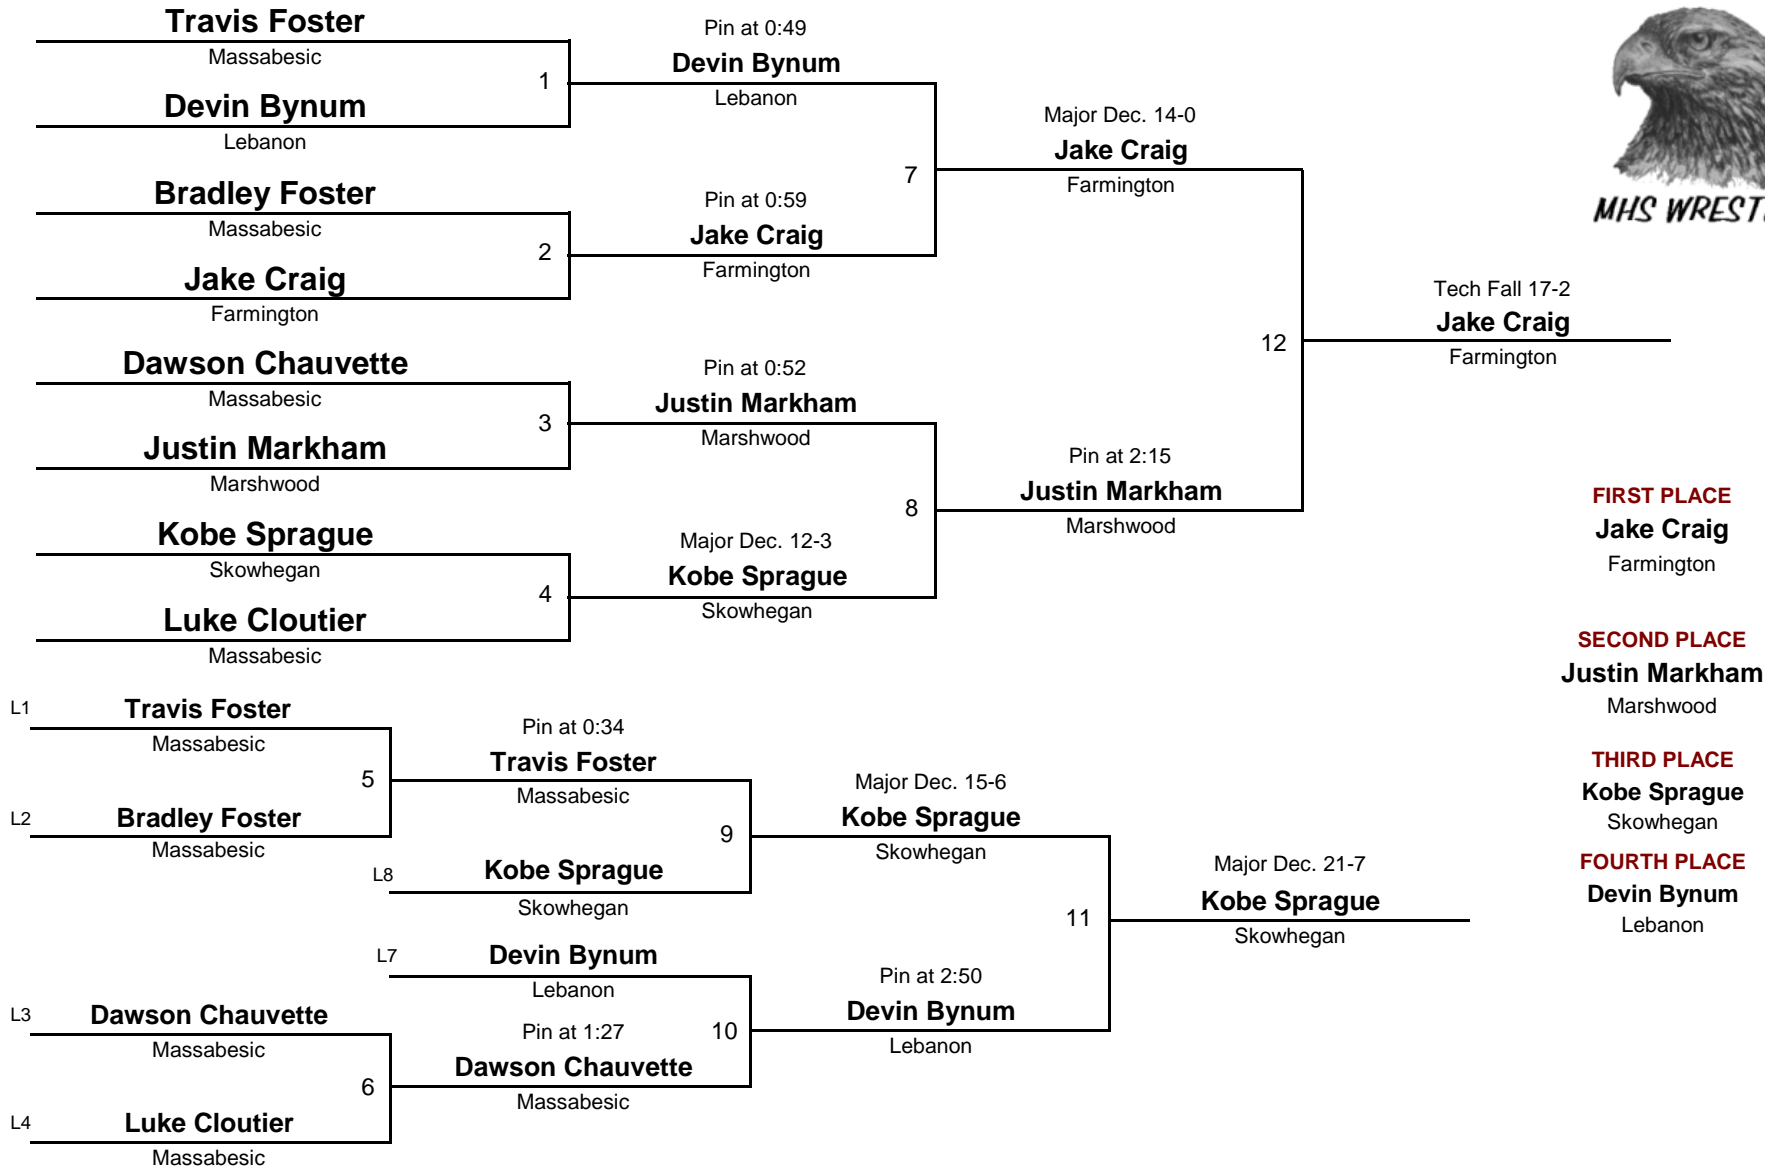 Travis Foster
Massabesic
1
Devin Bynum
Lebanon
Pin at 0:49
Devin Bynum
Lebanon
Bradley Foster
Massabesic
2
Jake Craig
Farmington
Pin at 0:59
Jake Craig
Farmington
7
Major Dec. 14-0
Jake Craig
Farmington
Dawson Chauvette
Massabesic
3
Justin Markham
Marshwood
Pin at 0:52
Justin Markham
Marshwood
Kobe Sprague
Skowhegan
4
Luke Cloutier
Massabesic
Major Dec. 12-3
Kobe Sprague
Skowhegan
8
Pin at 2:15
Justin Markham
Marshwood
12
Tech Fall 17-2
Jake Craig
Farmington
MHS
FIRST PLACE
Jake Craig
Farmington
SECOND PLACE
Justin Markham
Marshwood
THIRD PLACE
Kobe Sprague
Skowhegan
FOURTH PLACE
Devin Bynum
Lebanon
L1 Travis Foster
Massabesic
5
L2 Bradley Foster
Massabesic
Pin at 0:34
Travis Foster
Massabesic
9
L8 Kobe Sprague
Skowhegan
Major Dec. 15-6
Kobe Sprague
Skowhegan
L7 Devin Bynum
Lebanon
10
L3 Dawson Chauvette
Massabesic
6
L4 Luke Cloutier
Massabesic
Pin at 1:27
Dawson Chauvette
Massabesic
Pin at 2:50
Devin Bynum
Lebanon
11
Major Dec. 21-7
Kobe Sprague
Skowhegan